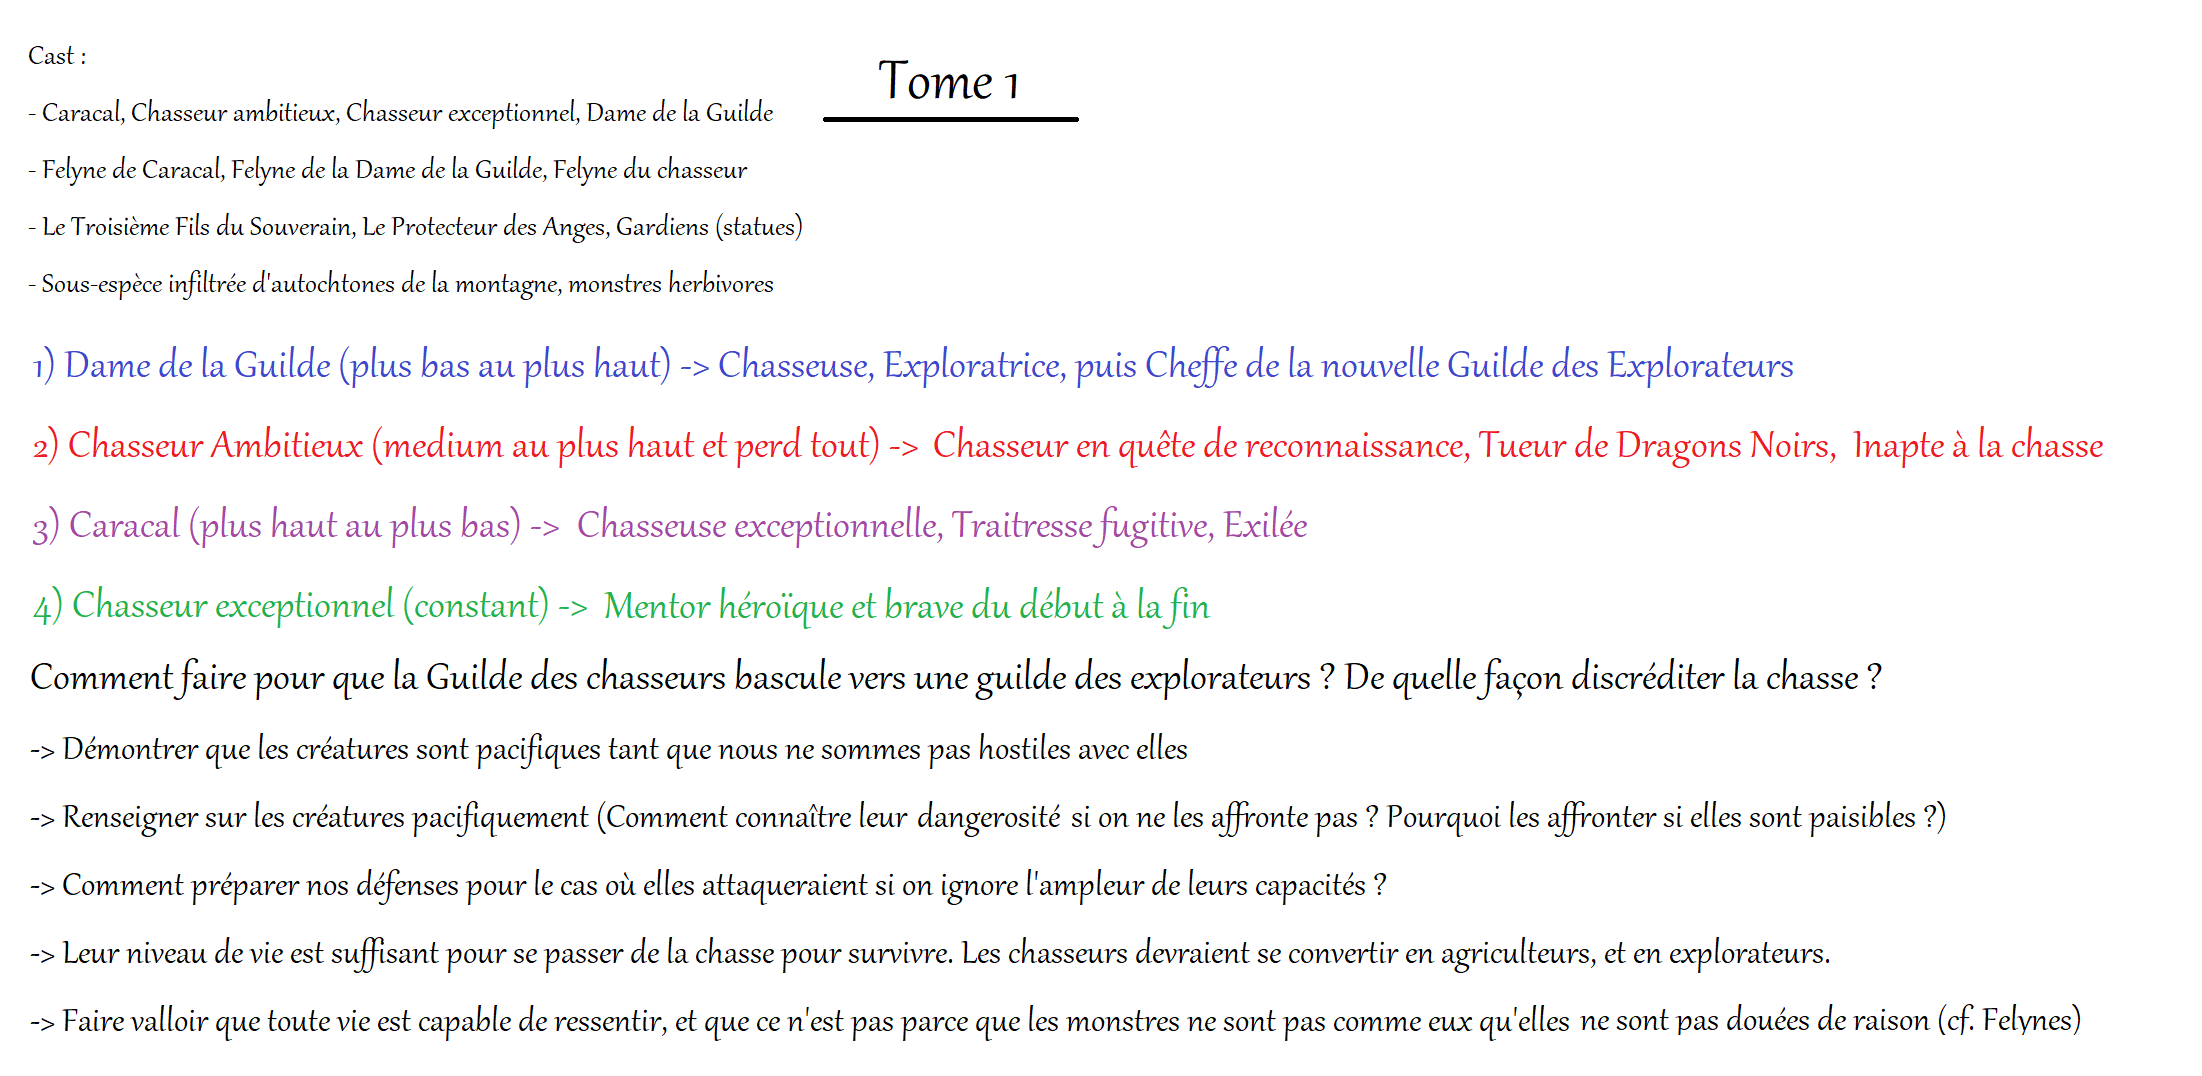 Cast :
Tome 1
- Caracal, Chasseur ambitieux, Chasseur exceptionnel, Dame de la Guilde
- Felyne de Caracal, Felyne de la Dame de la Guilde, Felyne du chasseur
- Le Troisième Fils du Souverain, Le Protecteur des Anges, Gardiens (statues)
- Sous-espèce infiltrée d'autochtones de la montagne, monstres herbivores
1) Dame de la Guilde (plus bas au plus haut) -> Chasseuse, Exploratrice, puis Cheffe de la nouvelle Guilde des Explorateurs
2) Chasseur Ambitieux (medium au plus haut et perd tout) -> Chasseur en quête de reconnaissance, Tueur de Dragons Noirs, Inapte à la chasse
3) Caracal (plus haut au plus bas) -> Chasseuse exceptionnelle, Traitresse fugitive, Exilée
4) Chasseur exceptionnel (constant) -> Mentor héroïque et brave du début à la fin
Comment faire pour que la Guilde des chasseurs bascule vers une guilde des explorateurs ? De quelle façon discréditer la chasse ?
-> Démontrer que les créatures sont pacifiques tant que nous ne sommes pas hostiles avec elles
-> Renseigner sur les créatures pacifiquement (Comment connaître leur dangerosité si on ne les affronte pas ? Pourquoi les affronter si elles sont paisibles ?)
-> Comment préparer nos défenses pour le cas où elles attaqueraient si on ignore l'ampleur de leurs capacités ?
-> Leur niveau de vie est suffisant pour se passer de la chasse pour survivre. Les chasseurs devraient se convertir en agriculteurs, et en explorateurs.
-> Faire valloir que toute vie est capable de ressentir, et que ce n'est pas parce que les monstres ne sont pas comme eux qu'elles ne sont pas douées de raison (cf. Felynes)